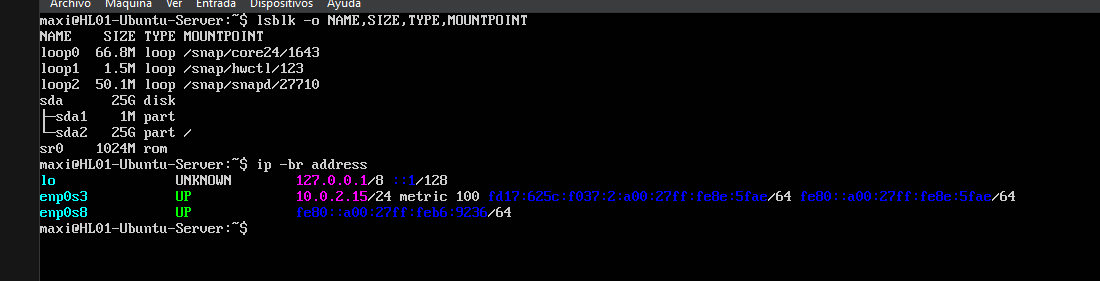 Archivo Máquina Ver Entrada Dispositivos Ayuda
maxi@HL01-Ubuntu-Server:~$ lsblk -o NAME,SIZE,TYPE,MOUNTPOINT
NAME    SIZE TYPE MOUNTPOINT
loop0  66.8M loop /snap/core24/1643
loop1   1.5M loop /snap/hwctl/123
loop2  50.1M loop /snap/snapd/27710
sda      25G disk
├─sda1    1M part
└─sda2   25G part /
sr0    1024M rom
maxi@HL01-Ubuntu-Server:~$ ip -br address
lo               UNKNOWN        127.0.0.1/8 ::1/128
enp0s3           UP             10.0.2.15/24 metric 100 fd17:625c:f037:2:a00:27ff:fe8e:5fae/64 fe80::a00:27ff:fe8e:5fae/64
enp0s8           UP             fe80::a00:27ff:feb6:9296/64
maxi@HL01-Ubuntu-Server:~$